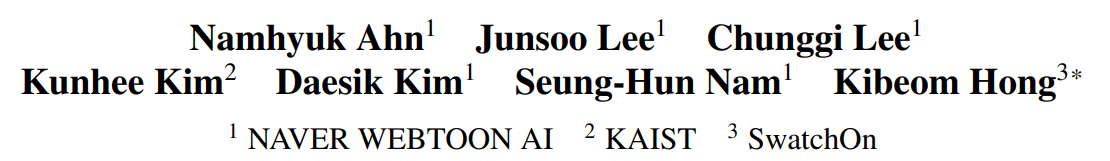 Namhyuk Ahn¹ Junsoo Lee¹ Chunggi Lee¹
Kunhee Kim² Daesik Kim¹ Seung-Hun Nam¹ Kibeom Hong³*
¹ NAVER WEBTOON AI ² KAIST ³ SwatchOn